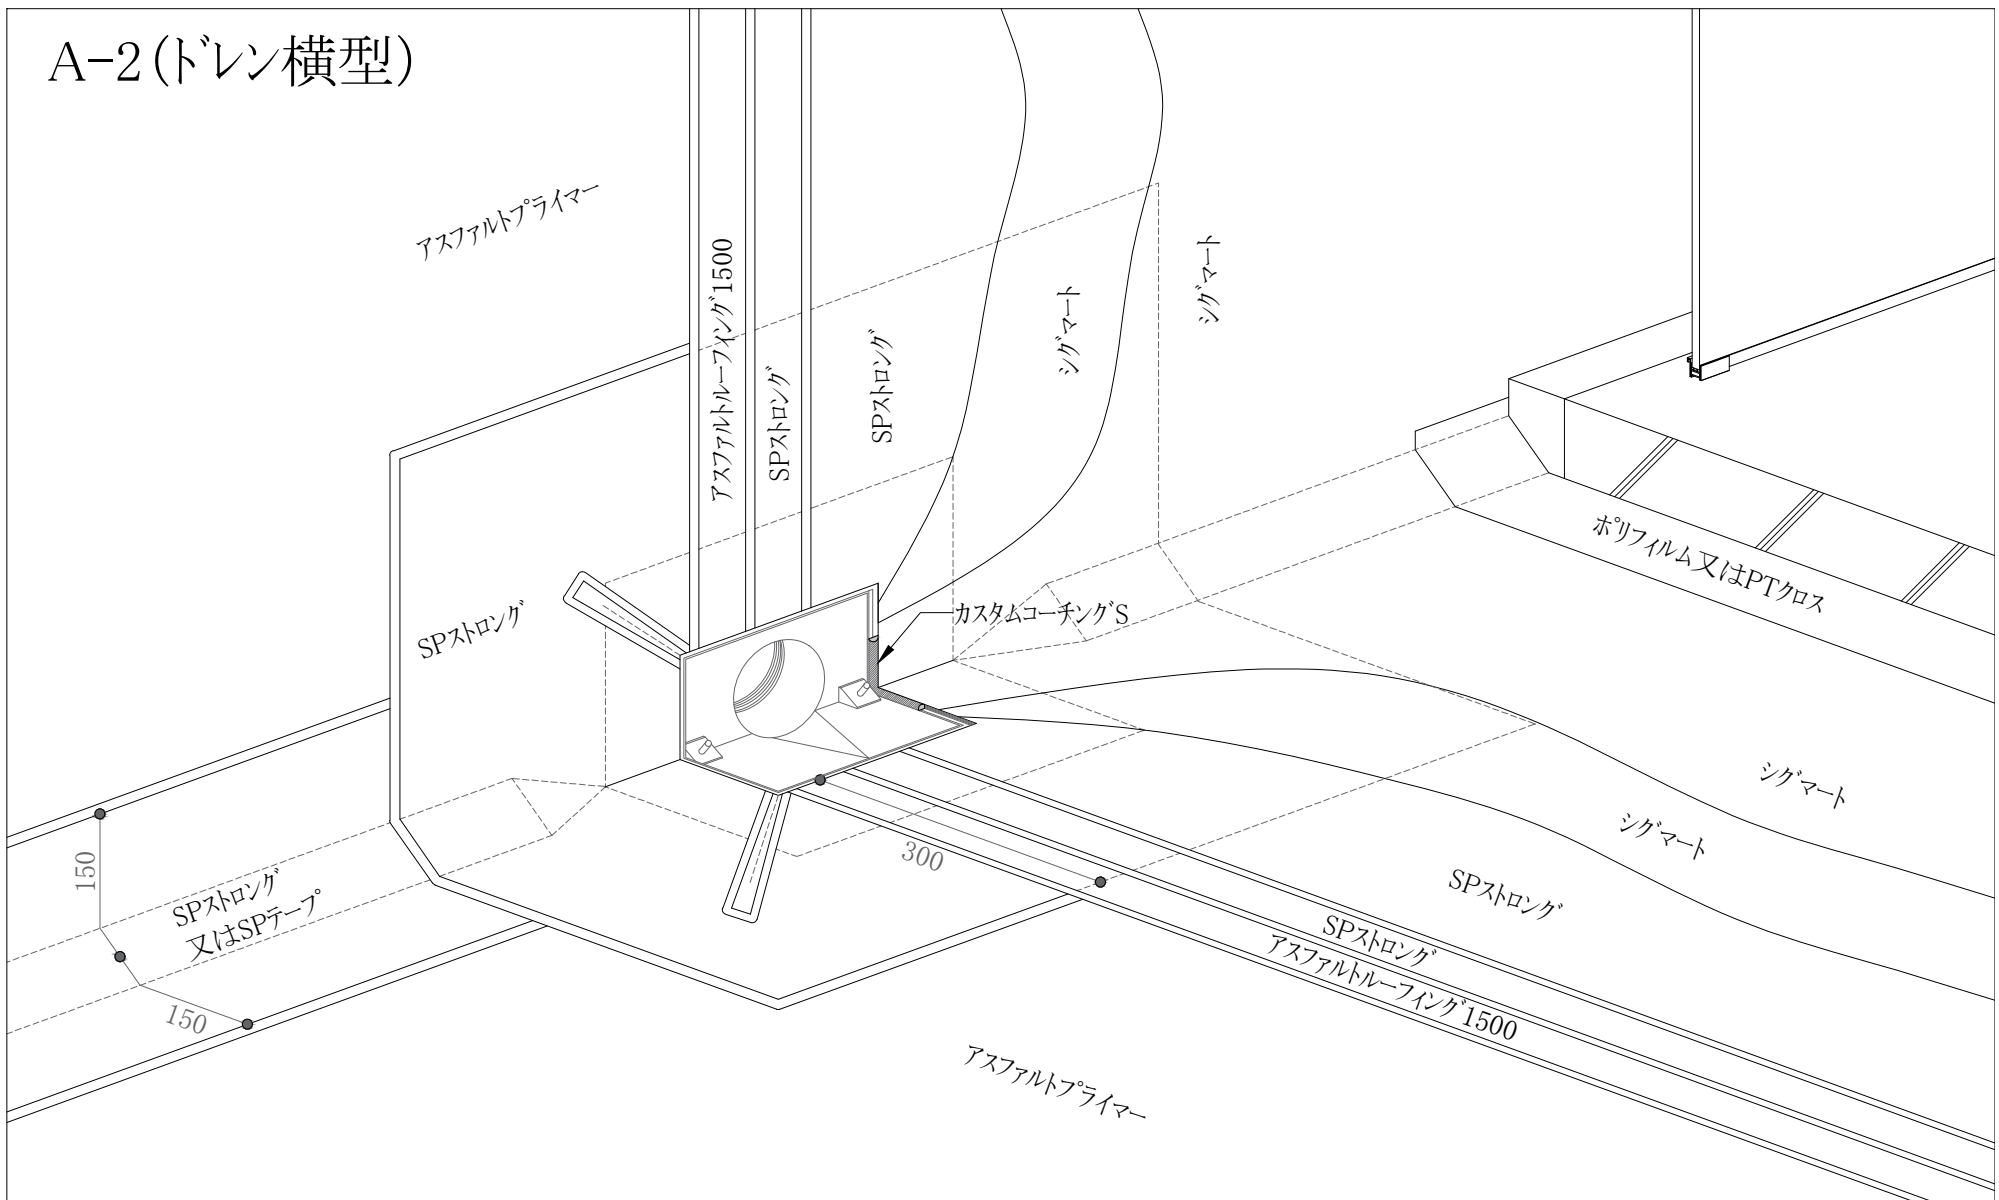 A-2(ドレン横型)
アスファルトプライマー
アスファルトルーフィング1500
SPストロング
SPストロング
シグマート
シグマート
SPストロング
カスタムコーチングS
ポリフィルム又はPTクロス
150
SPストロング
又はSPテープ
150
300
シグマート
シグマート
SPストロング
SPストロング
アスファルトルーフィング1500
アスファルトプライマー